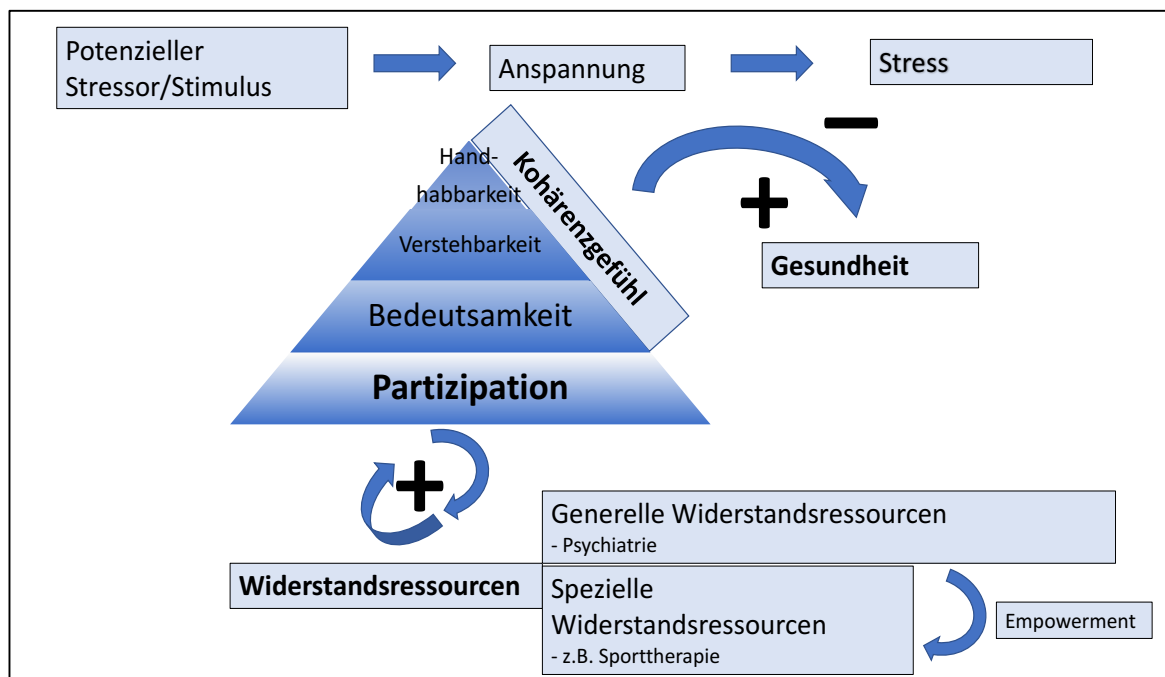 Potenzieller
Stressor/Stimulus
Anspannung
Stress
Hand-
habbarkeit
Verstehbarkeit
Bedeutsamkeit
Partizipation
Kohärenzgefühl
Gesundheit
Generelle Widerstandsressourcen
- Psychiatrie
Widerstandsressourcen
Spezielle
Widerstandsressourcen
- z.B. Sporttherapie
Empowerment